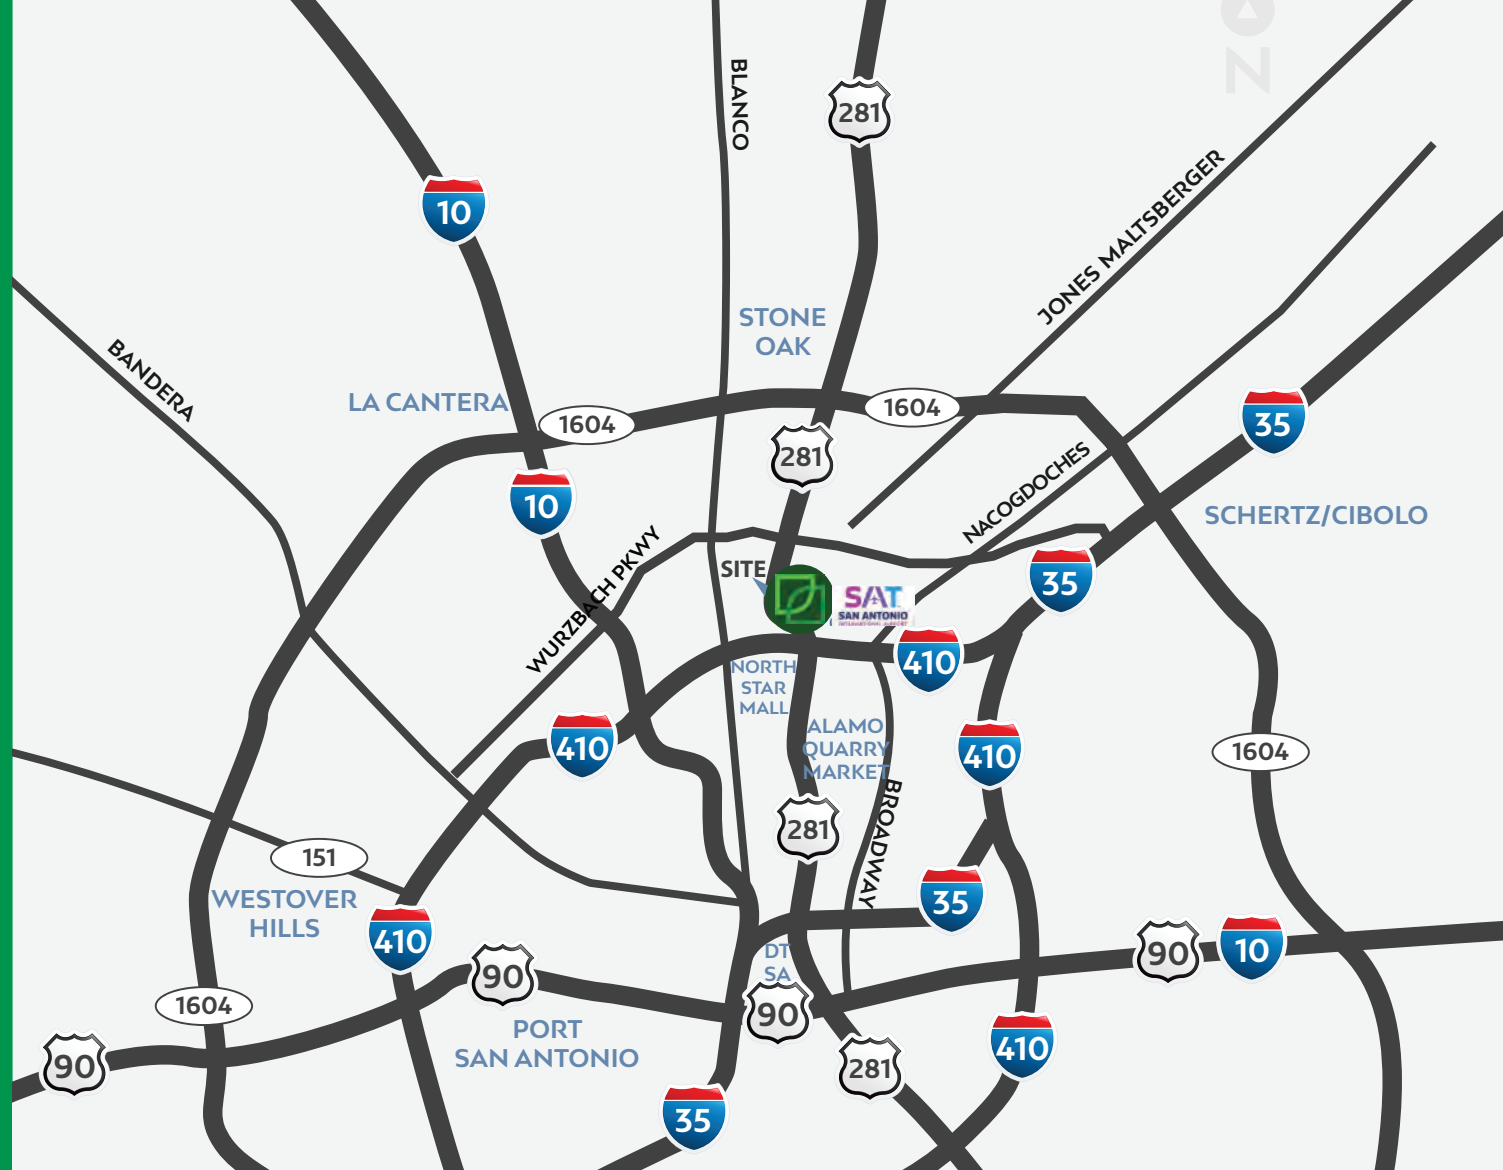 N
BLANCO
281
10
JONES MALTSBERGER
STONE
OAK
BANDERA
LA CANTERA
1604
1604
35
281
NACOGDOCHES
10
SCHERTZ/CIBOLO
WURZBACH PKWY
SITE
SAT
SAN ANTONIO
INTERNATIONAL AIRPORT
35
410
NORTH
STAR
MALL
410
ALAMO
QUARRY
MARKET
410
1604
BROADWAY
281
151
WESTOVER
HILLS
35
410
DT
SA
90
10
90
1604
90
PORT
SAN ANTONIO
410
90
281
35